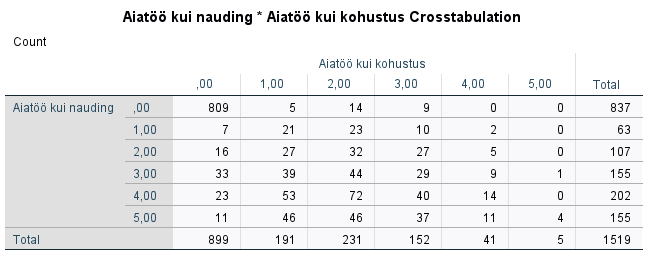 Aiatöö kui nauding * Aiatöö kui kohustus Crosstabulation
Count
Aiatöö kui kohustus
,00 1,00 2,00 3,00 4,00 5,00 Total
Aiatöö kui nauding ,00 809 5 14 9 0 0 837
1,00 7 21 23 10 2 0 63
2,00 16 27 32 27 5 0 107
3,00 33 39 44 29 9 1 155
4,00 23 53 72 40 14 0 202
5,00 11 46 46 37 11 4 155
Total 899 191 231 152 41 5 1519